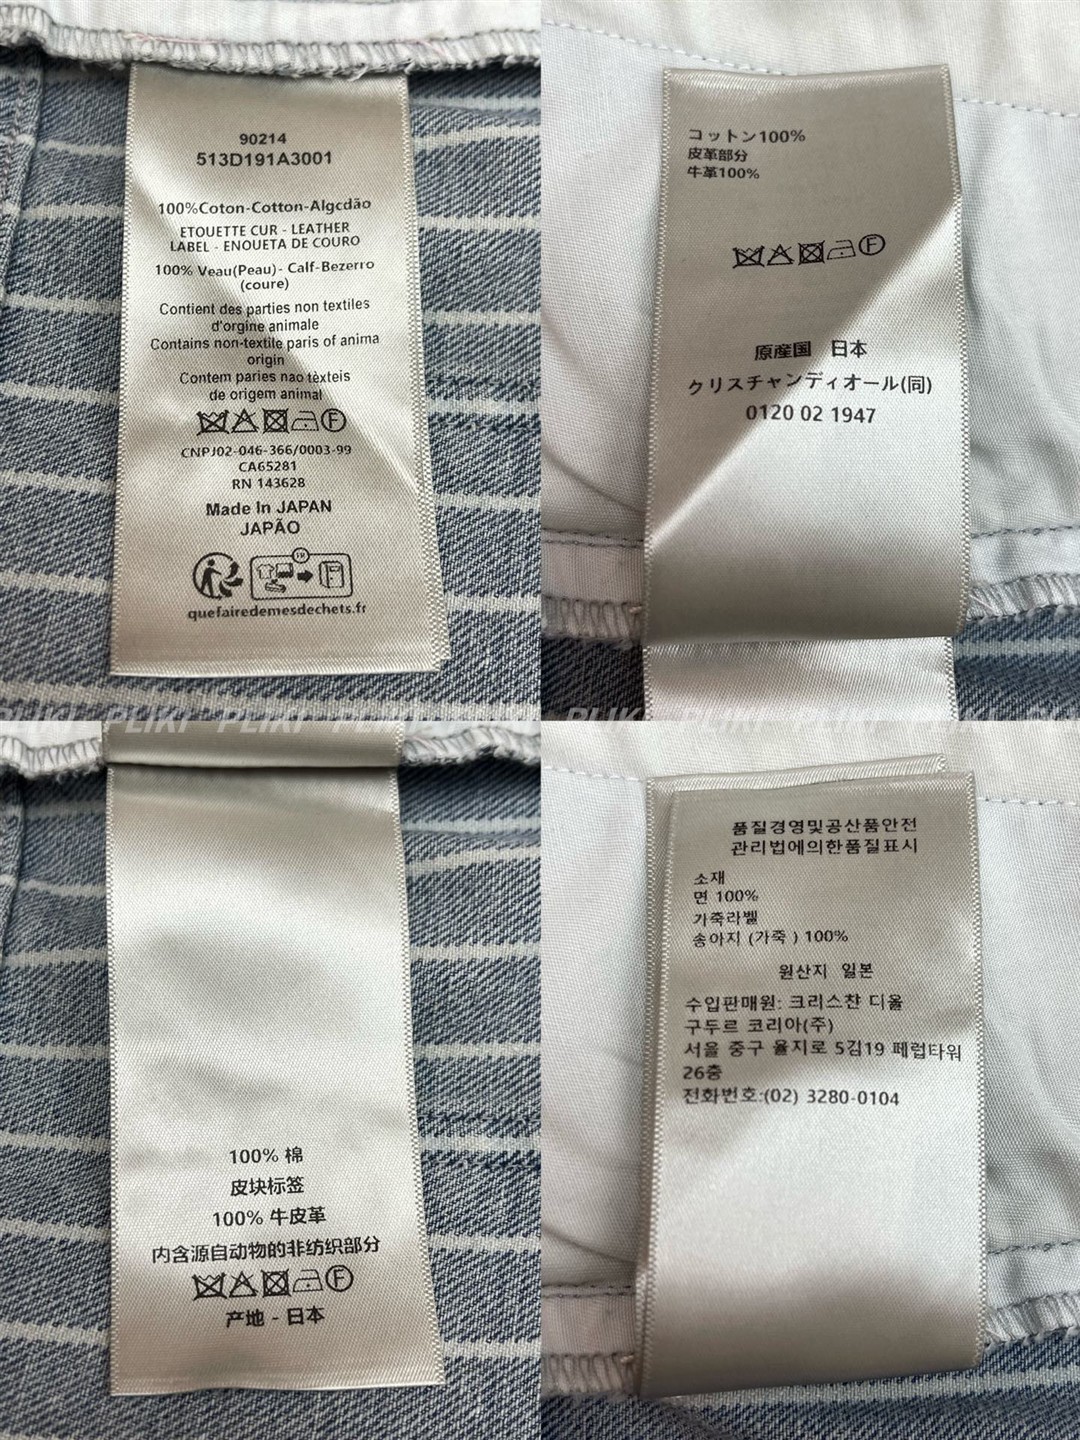 90214
513D191A3001
100%Coton-Cotton-Algcdão
ETOUETTE CUR - LEATHER
LABEL - ENOUETA DE COURO
100% Veau(Peau)- Calf-Bezerro
(coure)
Contient des parties non textiles
d'orgine animale
Contains non-textile paris of anima
origin
Contem paries nao tèxteis
de origem animal
CNPJ02-046-366/0003-99
CA65281
RN 143628
Made In JAPAN
JAPÃO
FR
quefairedemesdechets.fr
コットン100%
皮革部分
牛革100%
F
原産国 日本
クリスチャンディオール(同)
0120 02 1947
PLIKI PLIKI PLIKI
100% 棉
皮块标签
100% 牛皮革
内含源自动物的非纺织部分
F
产地 - 日本
품질경영및공산품안전
관리법에의한품질표시
소재
면 100%
가죽라벨
송아지 (가죽 ) 100%
원산지 일본
수입판매원: 크리스챤 디올
구두르 코리아(주)
서울 중구 율지로 5김19 페럼타워
26층
전화번호:(02) 3280-0104